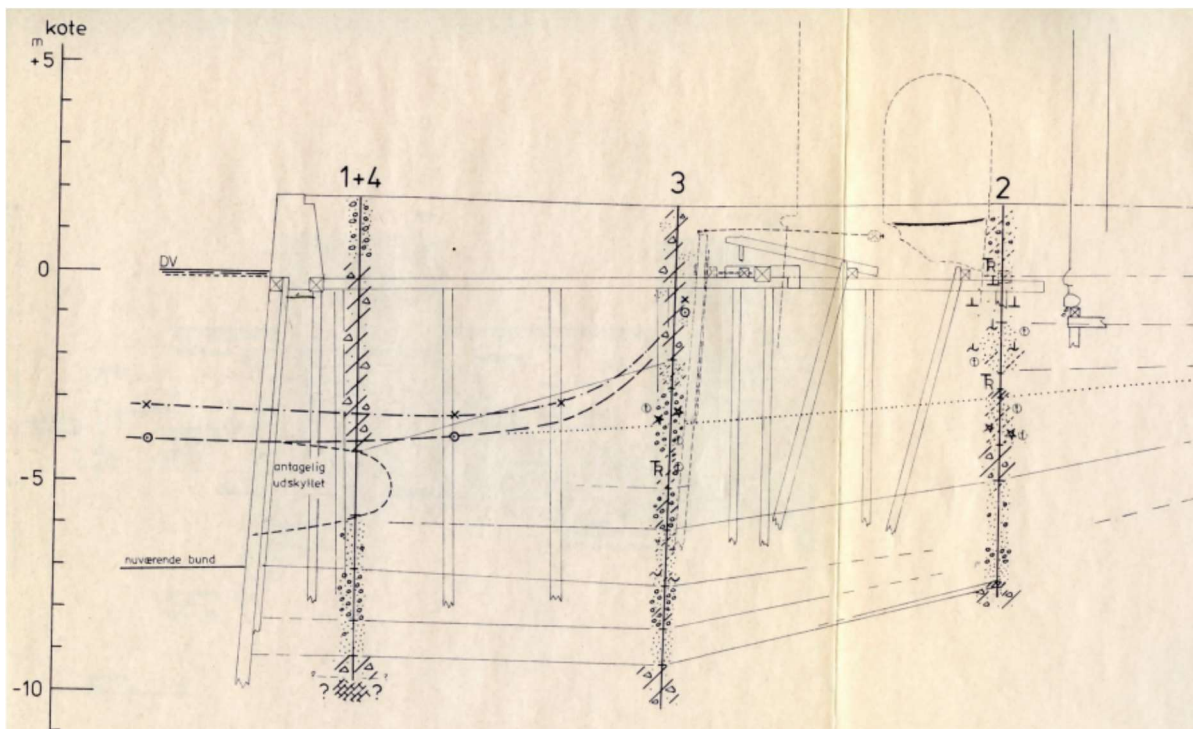 kote
m
+5
1+4
3
2
DV
0
-5
antagelig
udskyllet
nuværende bund
-10
? ?